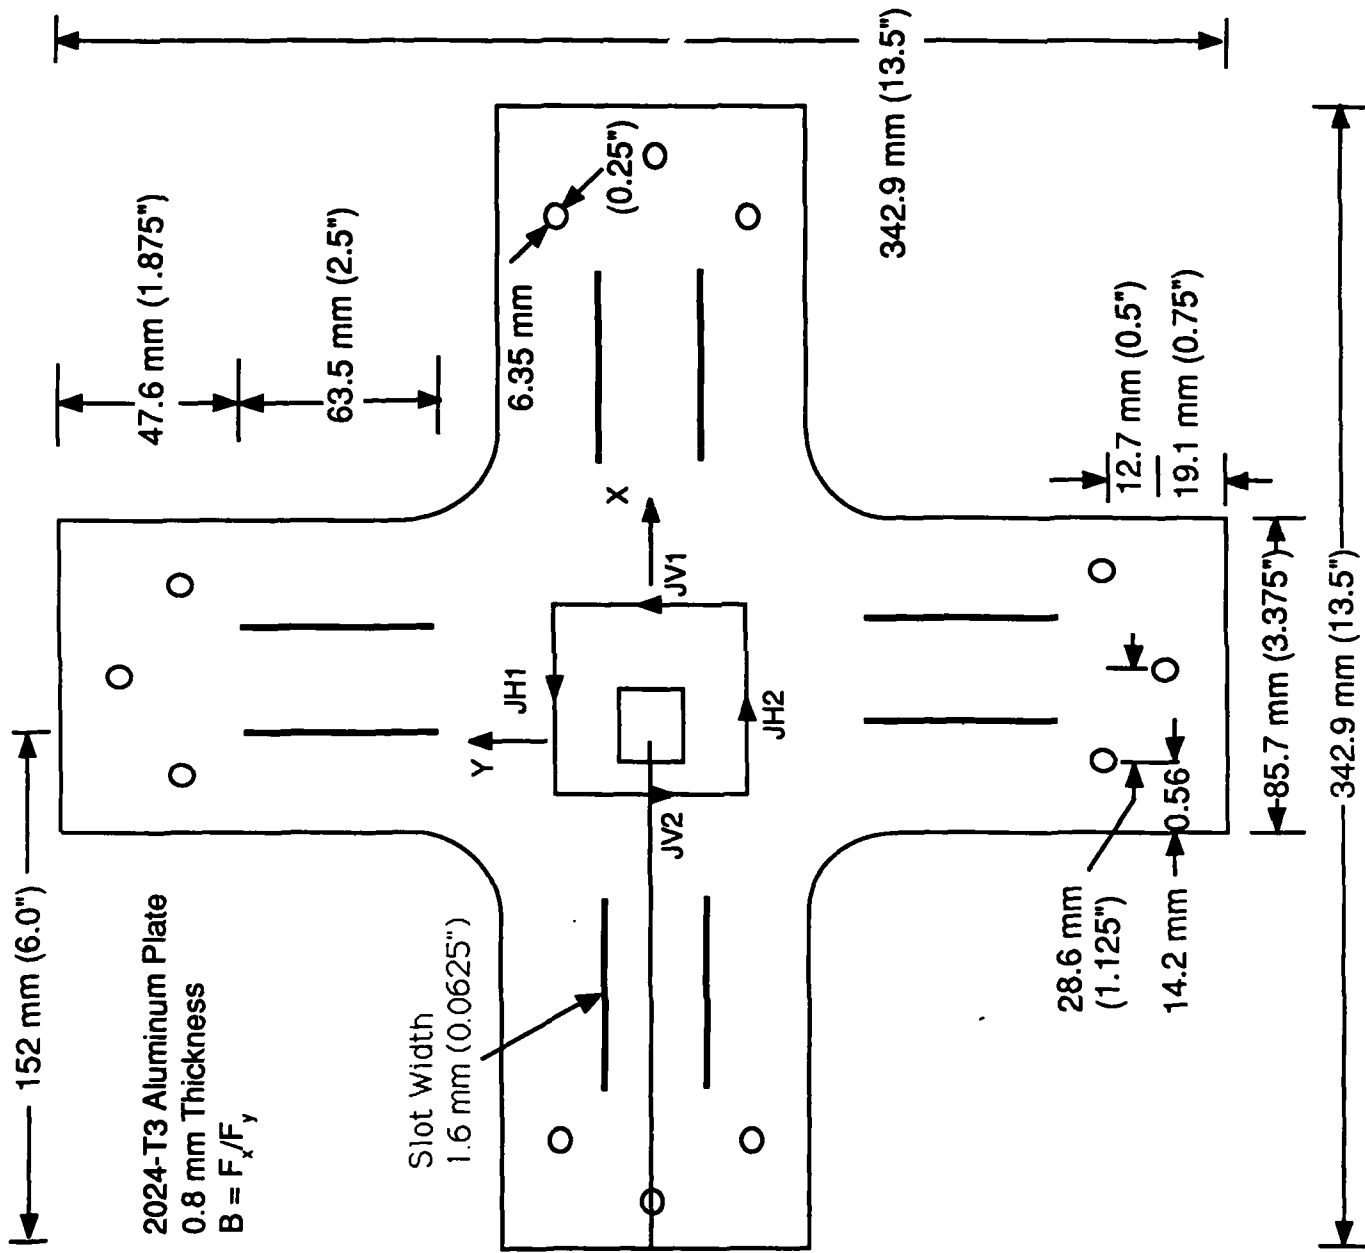 152 mm (6.0")
2024-T3 Aluminum Plate
0.8 mm Thickness
B = Fx/Fy
47.6 mm (1.875")
63.5 mm (2.5")
342.9 mm (13.5")
6.35 mm
(0.25")
Slot Width
1.6 mm (0.0625")
Y
X
JH1
JV1
JV2
JH2
12.7 mm (0.5")
19.1 mm (0.75")
28.6 mm
(1.125")
14.2 mm
0.56
85.7 mm (3.375")
342.9 mm (13.5")